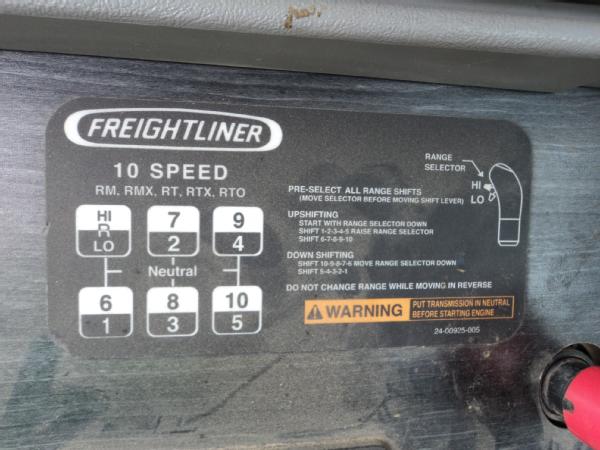 FREIGHTLINER
10 SPEED
RM, RMX, RT, RTX, RTO
HI
R
LO
7
2
9
4
Neutral
6
1
8
3
10
5
RANGE
SELECTOR
HI
LO
PRE-SELECT ALL RANGE SHIFTS
(MOVE SELECTOR BEFORE MOVING SHIFT LEVER)
UPSHIFTING
START WITH RANGE SELECTOR DOWN
SHIFT 1-2-3-4-5 RAISE RANGE SELECTOR
SHIFT 6-7-8-9-10
DOWN SHIFTING
SHIFT 10-9-8-7-6 MOVE RANGE SELECTOR DOWN
SHIFT 5-4-3-2-1
DO NOT CHANGE RANGE WHILE MOVING IN REVERSE
WARNING
PUT TRANSMISSION IN NEUTRAL
BEFORE STARTING ENGINE
24-00925-005